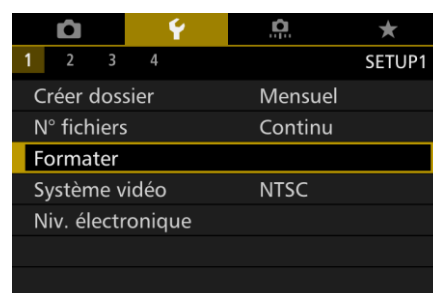 1 2 3 4 SETUP1
Créer dossier Mensuel
N° fichiers Continu
Formater
Système vidéo NTSC
Niv. électronique